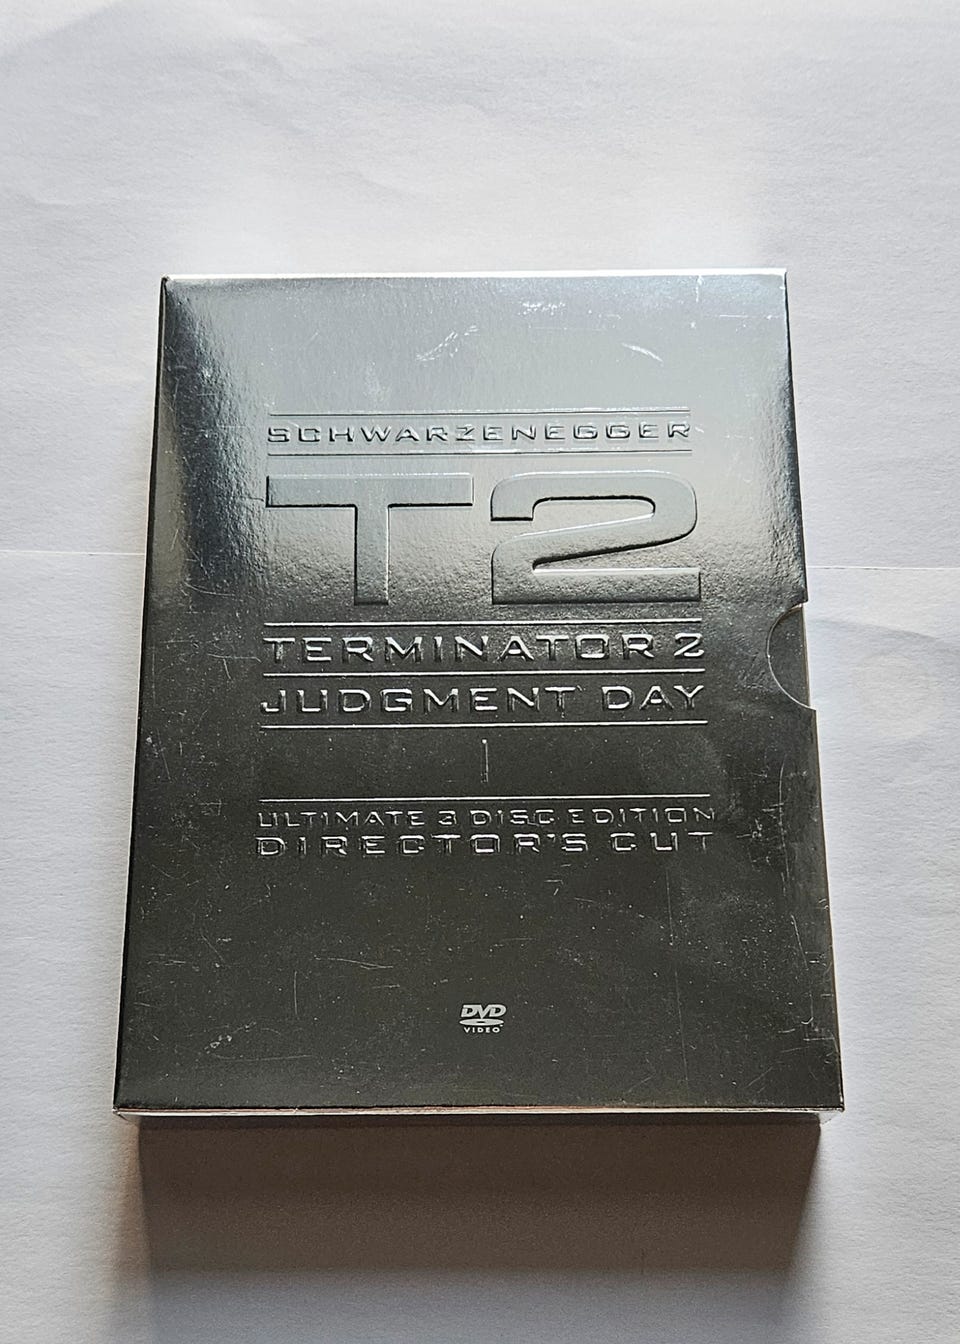 SCHWARZENEGGER
T2
TERMINATOR 2
JUDGMENT DAY
ULTIMATE 3 DISC EDITION
DIRECTOR'S CUT
DVD
VIDEO